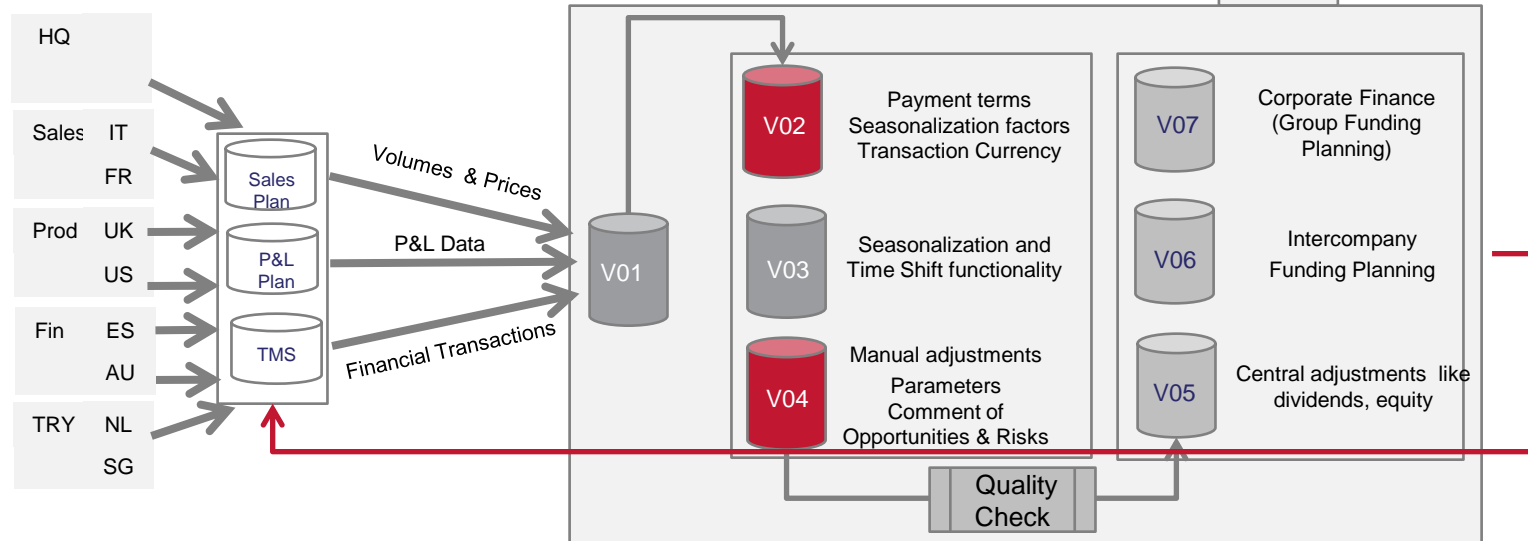 HQ
Sales IT
FR
Prod UK
US
Fin ES
AU
TRY NL
SG
Sales
Plan
P&L
Plan
TMS
Volumes & Prices
P&L Data
Financial Transactions
V01
V02
Payment terms
Seasonalization factors
Transaction Currency
V03
Seasonalization and
Time Shift functionality
V04
Manual adjustments
Parameters
Comment of
Opportunities & Risks
Quality
Check
V07
Corporate Finance
(Group Funding
Planning)
V06
Intercompany
Funding Planning
V05
Central adjustments like
dividends, equity